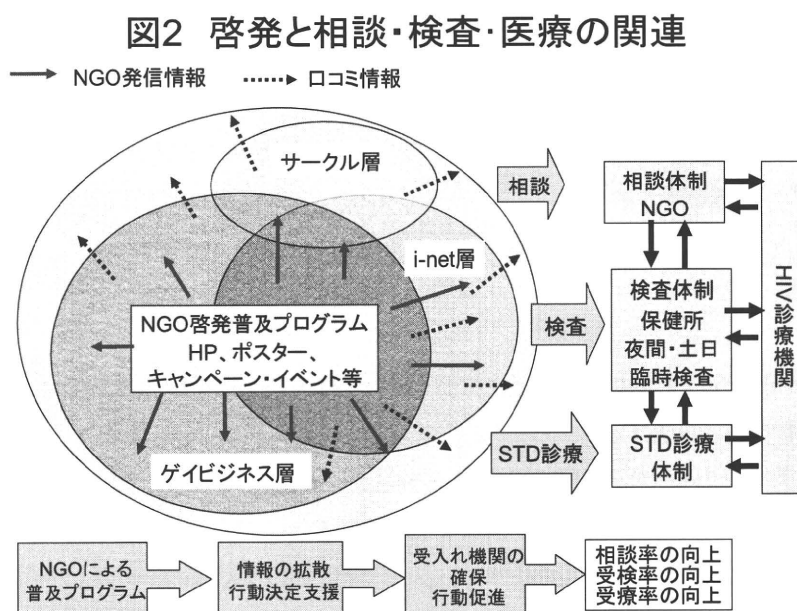 図2 啓発と相談・検査・医療の関連
NGO発信情報
口コミ情報
サークル層
i-net層
NGO啓発普及プログラム
HP、ポスター、
キャンペーン・イベント等
ゲイビジネス層
相談
検査
STD診療
相談体制
NGO
検査体制
保健所
夜間・土日
臨時検査
STD診療
体制
HIV診療機関
NGOによる
普及プログラム
情報の拡散
行動決定支援
受入れ機関の
確保
行動促進
相談率の向上
受検率の向上
受療率の向上